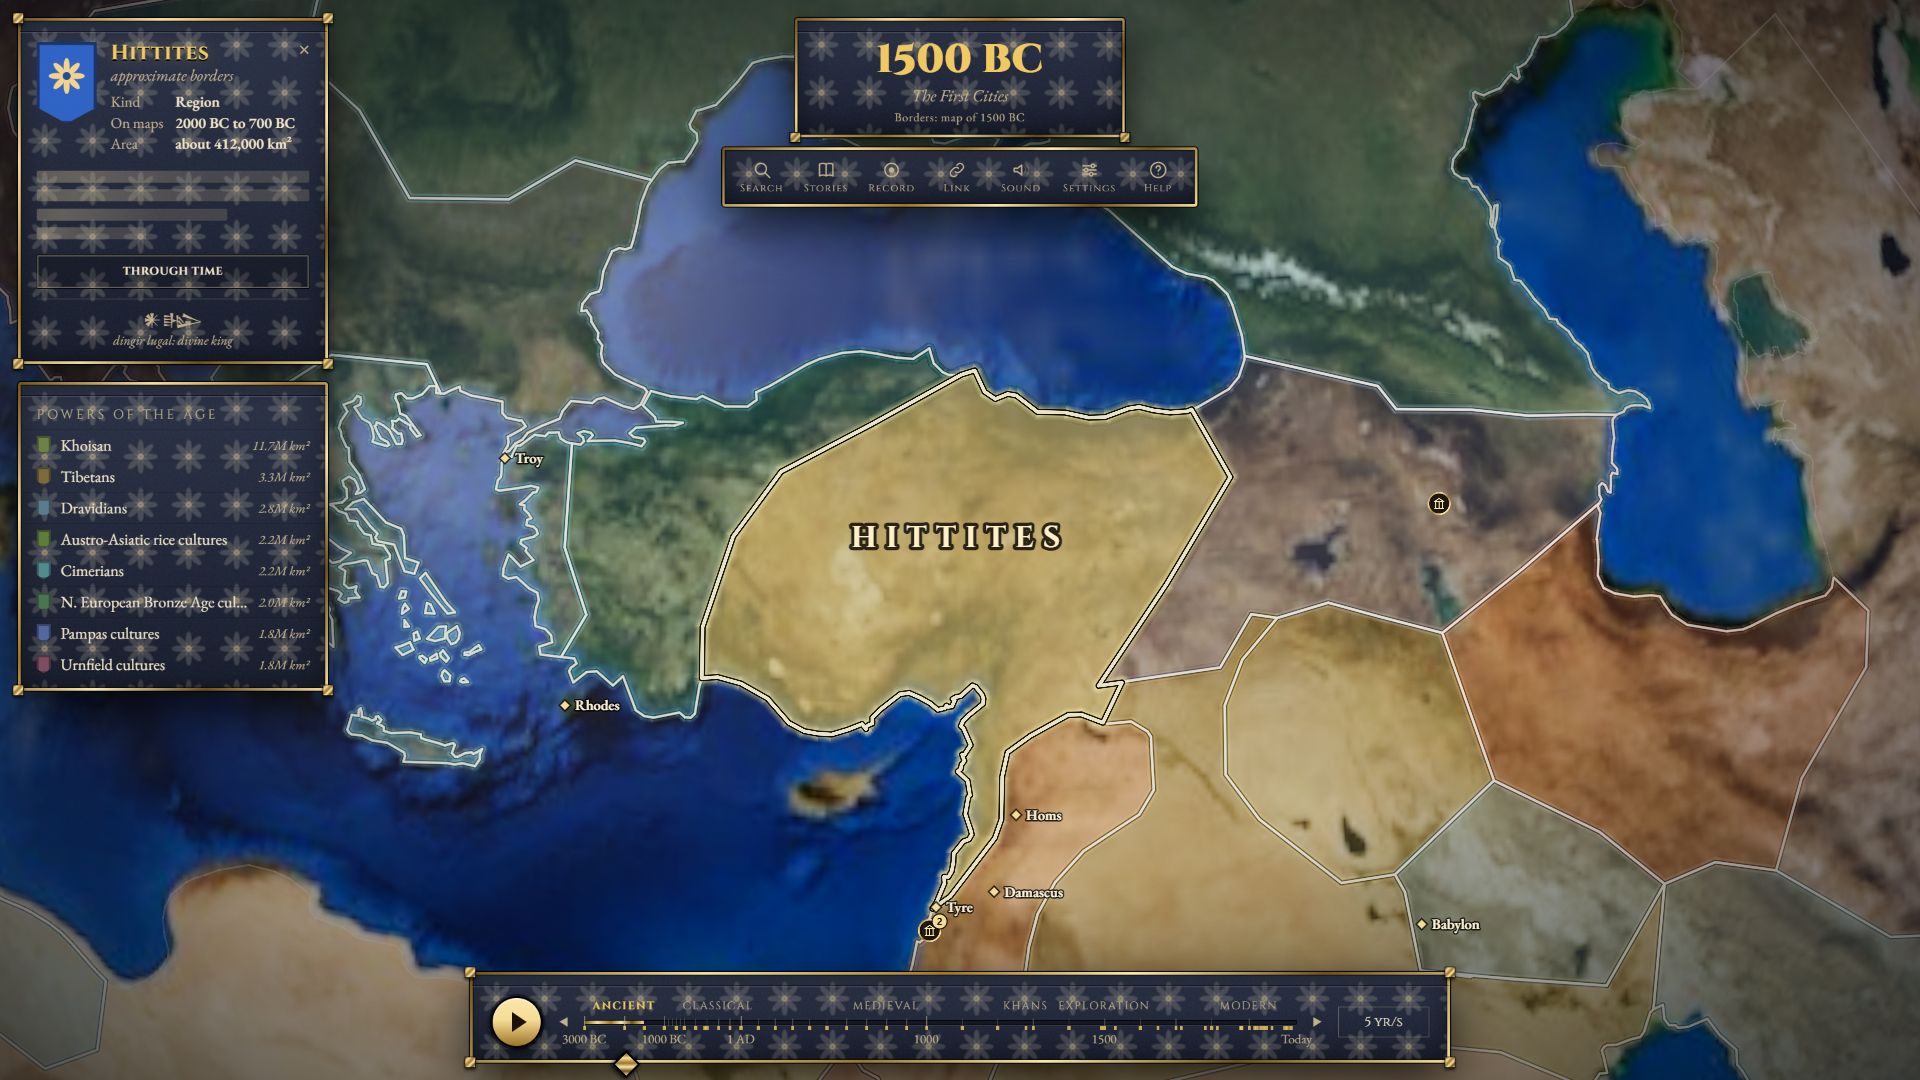 HITTITES
approximate borders
Kind Region
On maps 2000 BC to 700 BC
Area about 412,000 km²
THROUGH TIME
𒀭𒈗
dingir lugal: divine king
POWERS OF THE AGE
Khoisan 11.7M km²
Tibetans 3.3M km²
Dravidians 2.8M km²
Austro-Asiatic rice cultures 2.2M km²
Cimerians 2.2M km²
N. European Bronze Age cul... 2.0M km²
Pampas cultures 1.8M km²
Urnfield cultures 1.8M km²
1500 BC
The First Cities
Borders: map of 1500 BC
SEARCH STORIES RECORD LINK SOUND SETTINGS HELP
Troy
HITTITES
Rhodes
Homs
Damascus
Tyre
2
Babylon
ANCIENT CLASSICAL MEDIEVAL KHANS EXPLORATION MODERN
5 YR/S
3000 BC 1000 BC 1 AD 1000 1500 Today